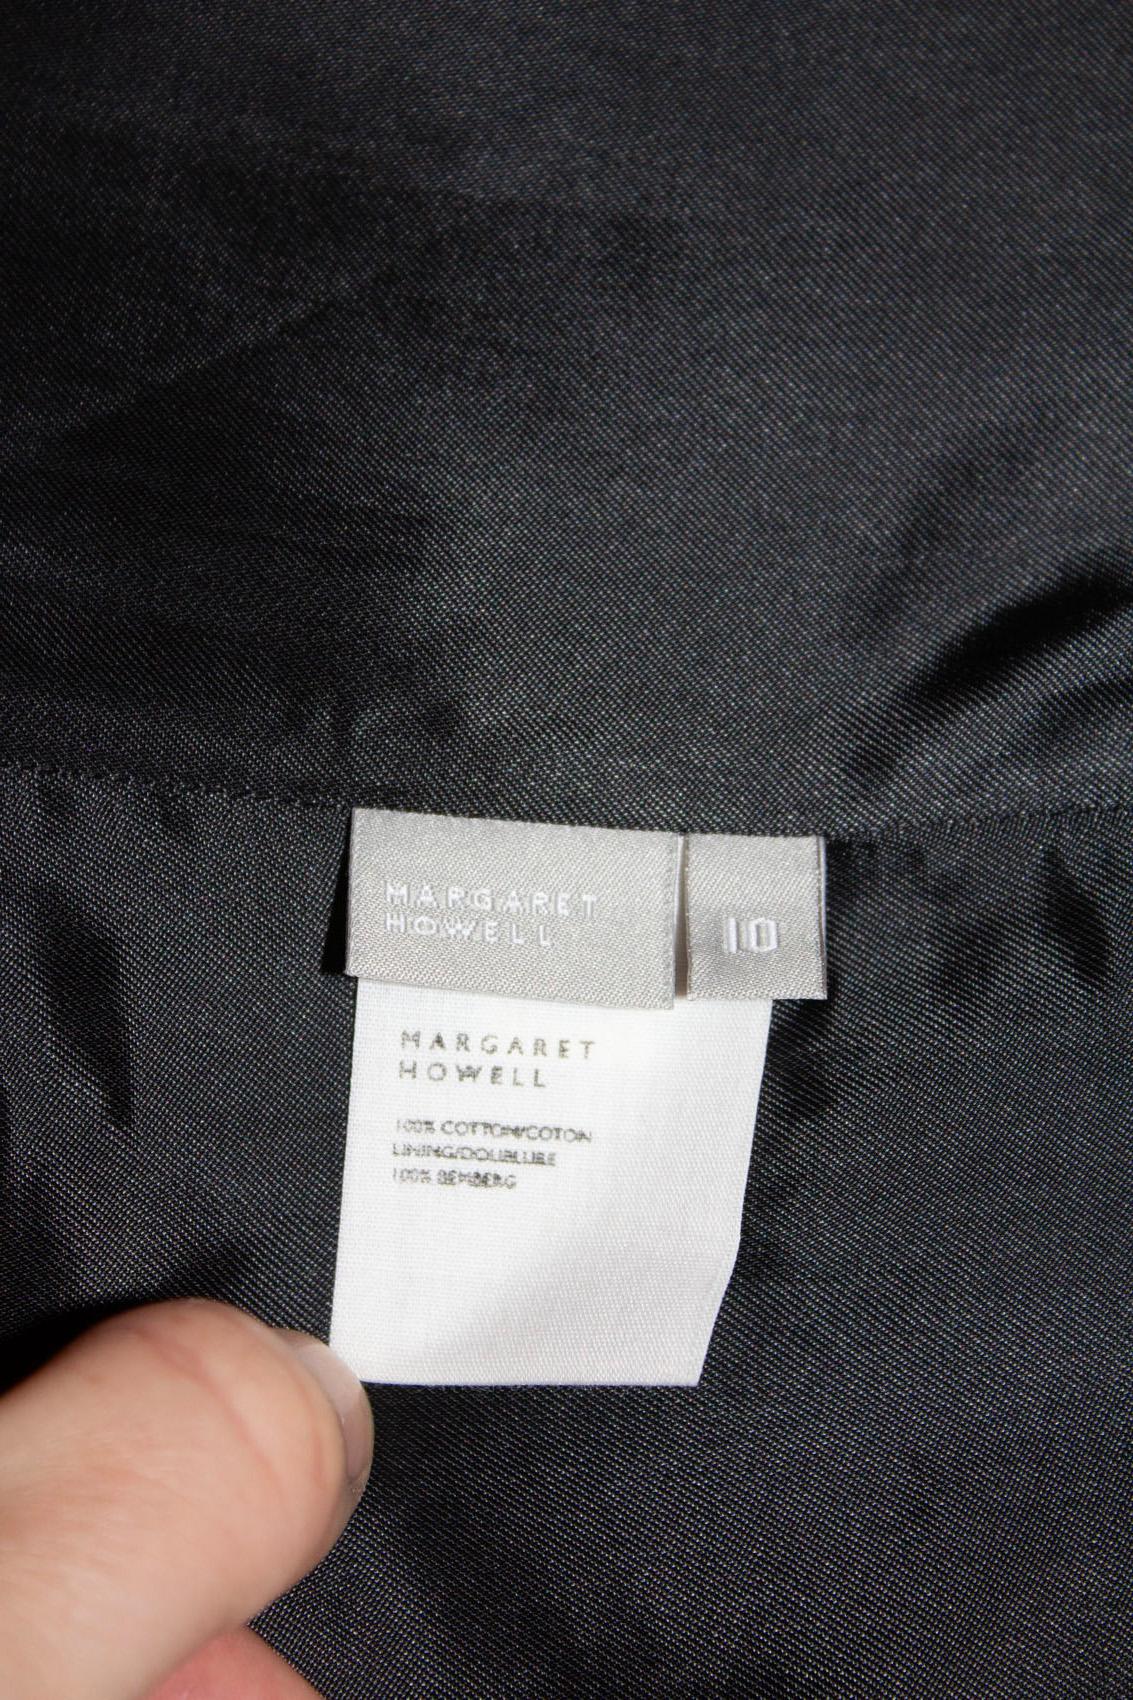 MARGARET
HOWELL
10
MARGARET
HOWELL
100% COTTON/COTON
LINING/DOUBLURE
100% BEMBERG